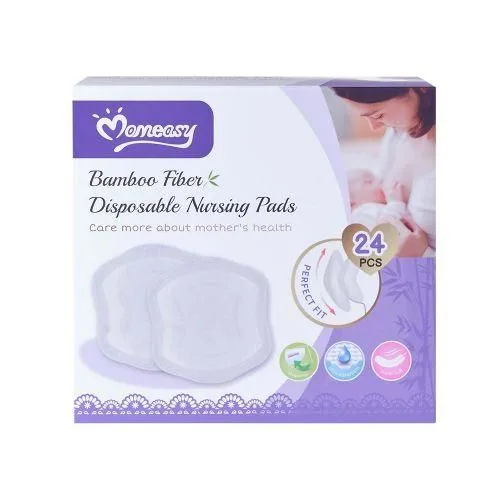 Momeasy
Bamboo Fiber
Disposable Nursing Pads
Care more about mother's health
24
PCS
PERFECT FIT